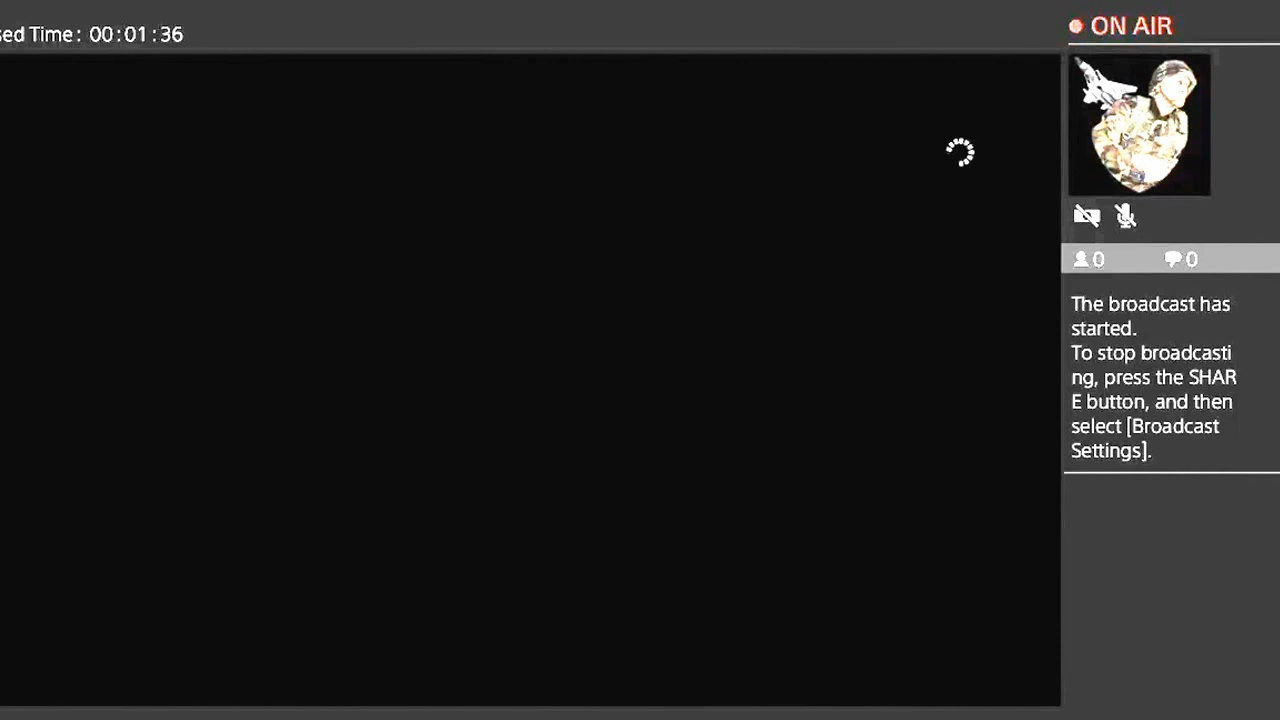 sed Time: 00:01:36
ON AIR
0 0
The broadcast has
started.
To stop broadcasti
ng, press the SHAR
E button, and then
select [Broadcast
Settings].